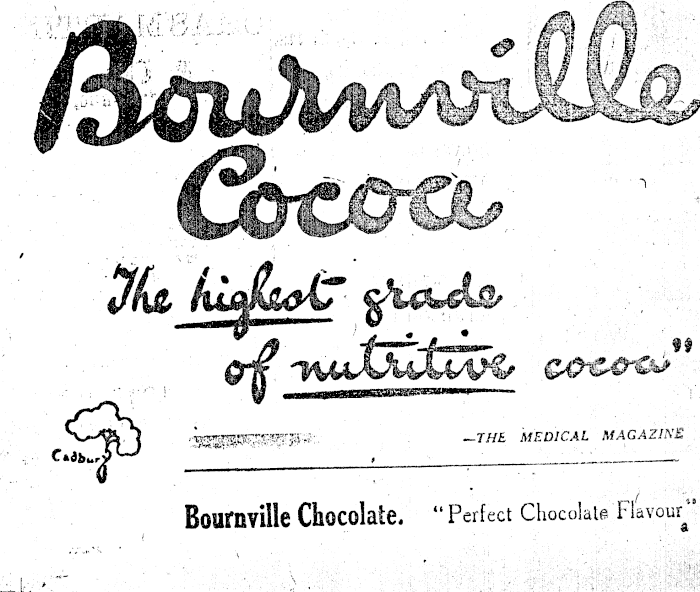 Bournville
Cocoa
The highest grade
of nutritive cocoa"
Cadbury
—THE MEDICAL MAGAZINE
Bournville Chocolate. "Perfect Chocolate Flavour"
a